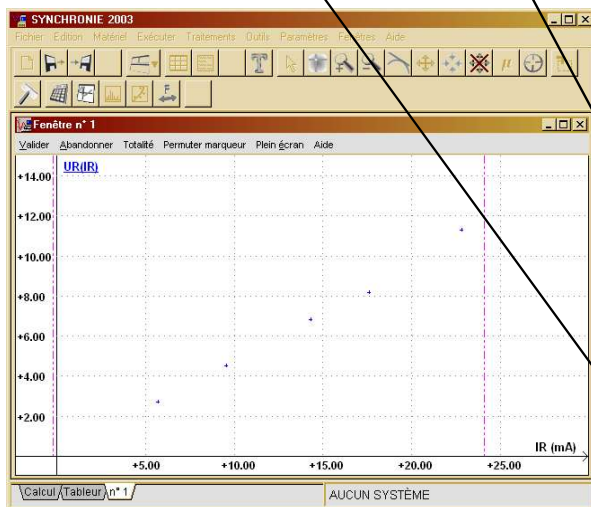 SYNCHRONIE 2003
Fichier Edition Matériel Exécuter Traitements Outils Paramètres Fenêtres Aide
Fenêtre n° 1
Valider Abandonner Totalité Permuter marqueur Plein écran Aide
UR(IR)
+14.00
+12.00
+10.00
+8.00
+6.00
+4.00
+2.00
IR (mA)
+5.00 +10.00 +15.00 +20.00 +25.00
Calcul Tableur n° 1 AUCUN SYSTÈME